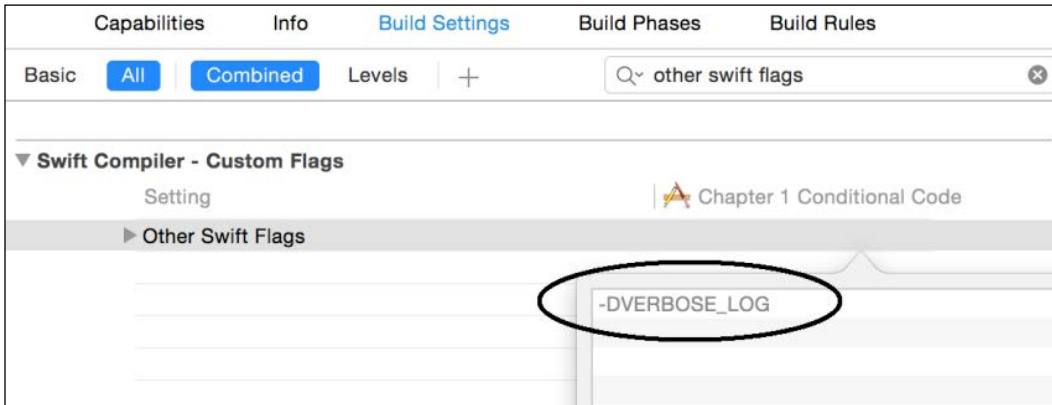 Capabilities Info Build Settings Build Phases Build Rules
Basic All Combined Levels + other swift flags
Swift Compiler - Custom Flags
Setting Chapter 1 Conditional Code
Other Swift Flags
-DVERBOSE_LOG